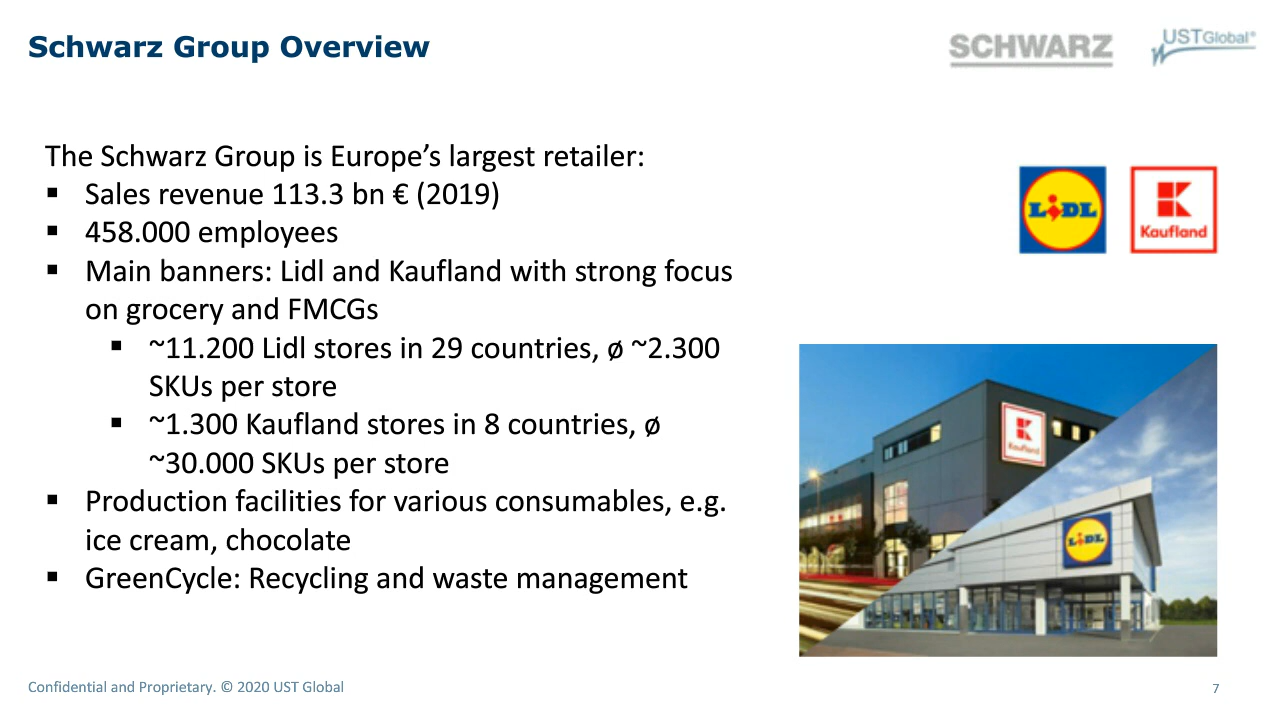 Schwarz Group Overview
SCHWARZ
USTGlobal®
The Schwarz Group is Europe’s largest retailer:
▪ Sales revenue 113.3 bn € (2019)
▪ 458.000 employees
▪ Main banners: Lidl and Kaufland with strong focus
on grocery and FMCGs
▪ ~11.200 Lidl stores in 29 countries, ø ~2.300
SKUs per store
▪ ~1.300 Kaufland stores in 8 countries, ø
~30.000 SKUs per store
▪ Production facilities for various consumables, e.g.
ice cream, chocolate
▪ GreenCycle: Recycling and waste management
LiDL
K
Kaufland
K
Kaufland
LiDL
Confidential and Proprietary. © 2020 UST Global
7